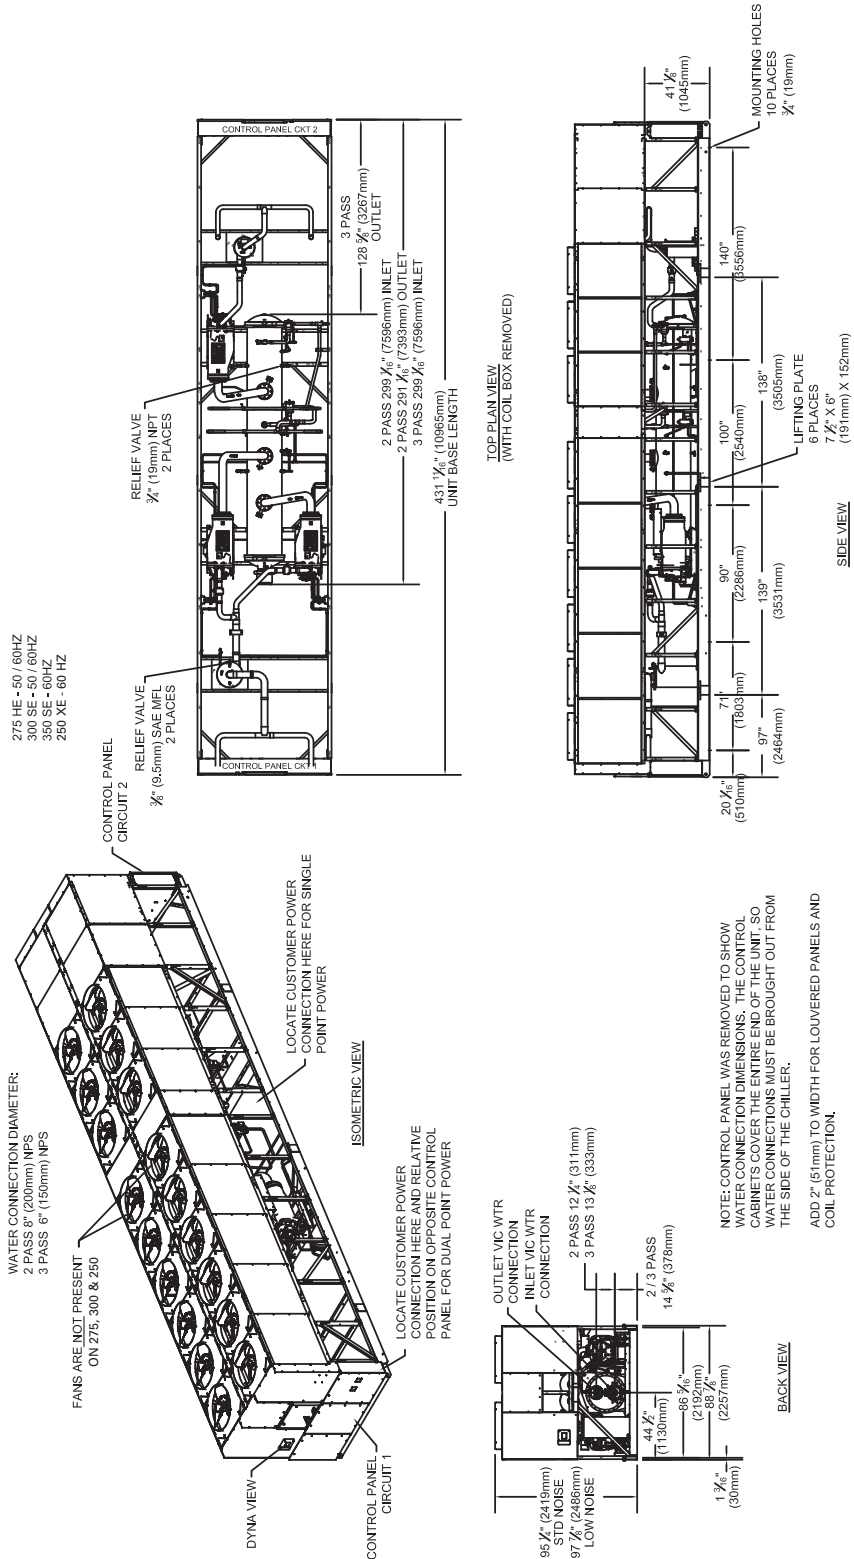 WATER CONNECTION DIAMETER:
2 PASS 8" (200mm) NPS
3 PASS  6" (150mm) NPS
FANS ARE NOT PRESENT
ON 275, 300 & 250
DYNA VIEW
CONTROL PANEL
CIRCUIT 1
LOCATE CUSTOMER POWER
CONNECTION HERE AND RELATIVE
POSITION ON OPPOSITE CONTROL
PANEL FOR DUAL POINT POWER
LOCATE CUSTOMER POWER
CONNECTION HERE FOR SINGLE
POINT POWER
CONTROL PANEL
CIRCUIT 2
ISOMETRIC VIEW
275 HE - 50 / 60HZ
300 SE - 50 / 60HZ
350 SE - 60HZ
250 XE - 60 HZ
RELIEF VALVE
3/8" (9.5mm) SAE MFL
2 PLACES
RELIEF VALVE
3/4" (19mm) NPT
2 PLACES
CONTROL PANEL CKT 1
CONTROL PANEL CKT 2
3 PASS
128 5/8" (3267mm)
OUTLET
2 PASS 299 1/16" (7596mm) INLET
2 PASS 291 1/16" (7393mm) OUTLET
3 PASS 299 1/16" (7596mm) INLET
431 11/16" (10965mm)
UNIT BASE LENGTH
TOP PLAN VIEW
(WITH COIL BOX REMOVED)
95 1/4" (2419mm)
STD NOISE
97 7/8" (2486mm)
LOW NOISE
OUTLET VIC WTR
CONNECTION
INLET VIC WTR
CONNECTION
2 PASS 12 1/4" (311mm)
3 PASS 13 1/8" (333mm)
2 / 3 PASS
14 5/8" (378mm)
44 1/2"
(1130mm)
86 5/16"
(2192mm)
88 7/8"
(2257mm)
1 3/16"
(30mm)
BACK VIEW
NOTE: CONTROL PANEL WAS REMOVED TO SHOW
WATER CONNECTION DIMENSIONS.  THE CONTROL
CABINETS COVER THE ENTIRE END OF THE UNIT, SO
WATER CONNECTIONS MUST BE BROUGHT OUT FROM
THE SIDE OF THE CHILLER.
ADD 2" (51mm) TO WIDTH FOR LOUVERED PANELS AND
COIL PROTECTION.
20 1/16"
(510mm)
71"
(1803mm)
90"
(2286mm)
100"
(2540mm)
140"
(3556mm)
97"
(2464mm)
139"
(3531mm)
138"
(3505mm)
41 1/8"
(1045mm)
MOUNTING HOLES
10 PLACES
3/4" (19mm)
LIFTING PLATE
6 PLACES
7 1/2" X 6"
(191mm) X 152mm)
SIDE VIEW